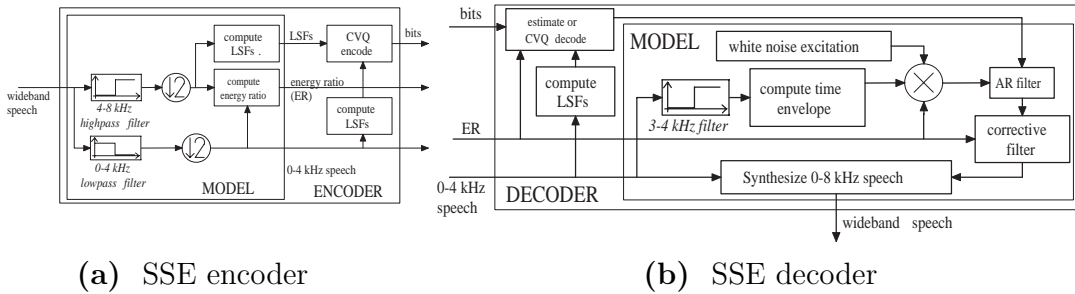 compute
LSFs .
LSFs
CVQ
encode
bits
wideband
speech
↓2
compute
energy ratio
energy ratio
(ER)
4-8 kHz
highpass filter
compute
LSFs
↓2
0-4 kHz
lowpass filter
MODEL
0-4 kHz speech
ENCODER
(a) SSE encoder
bits
estimate or
CVQ decode
MODEL
white noise excitation
compute
LSFs
3-4 kHz filter
compute time
envelope
AR filter
ER
corrective
filter
0-4 kHz
speech
DECODER
Synthesize 0-8 kHz speech
wideband speech
(b) SSE decoder